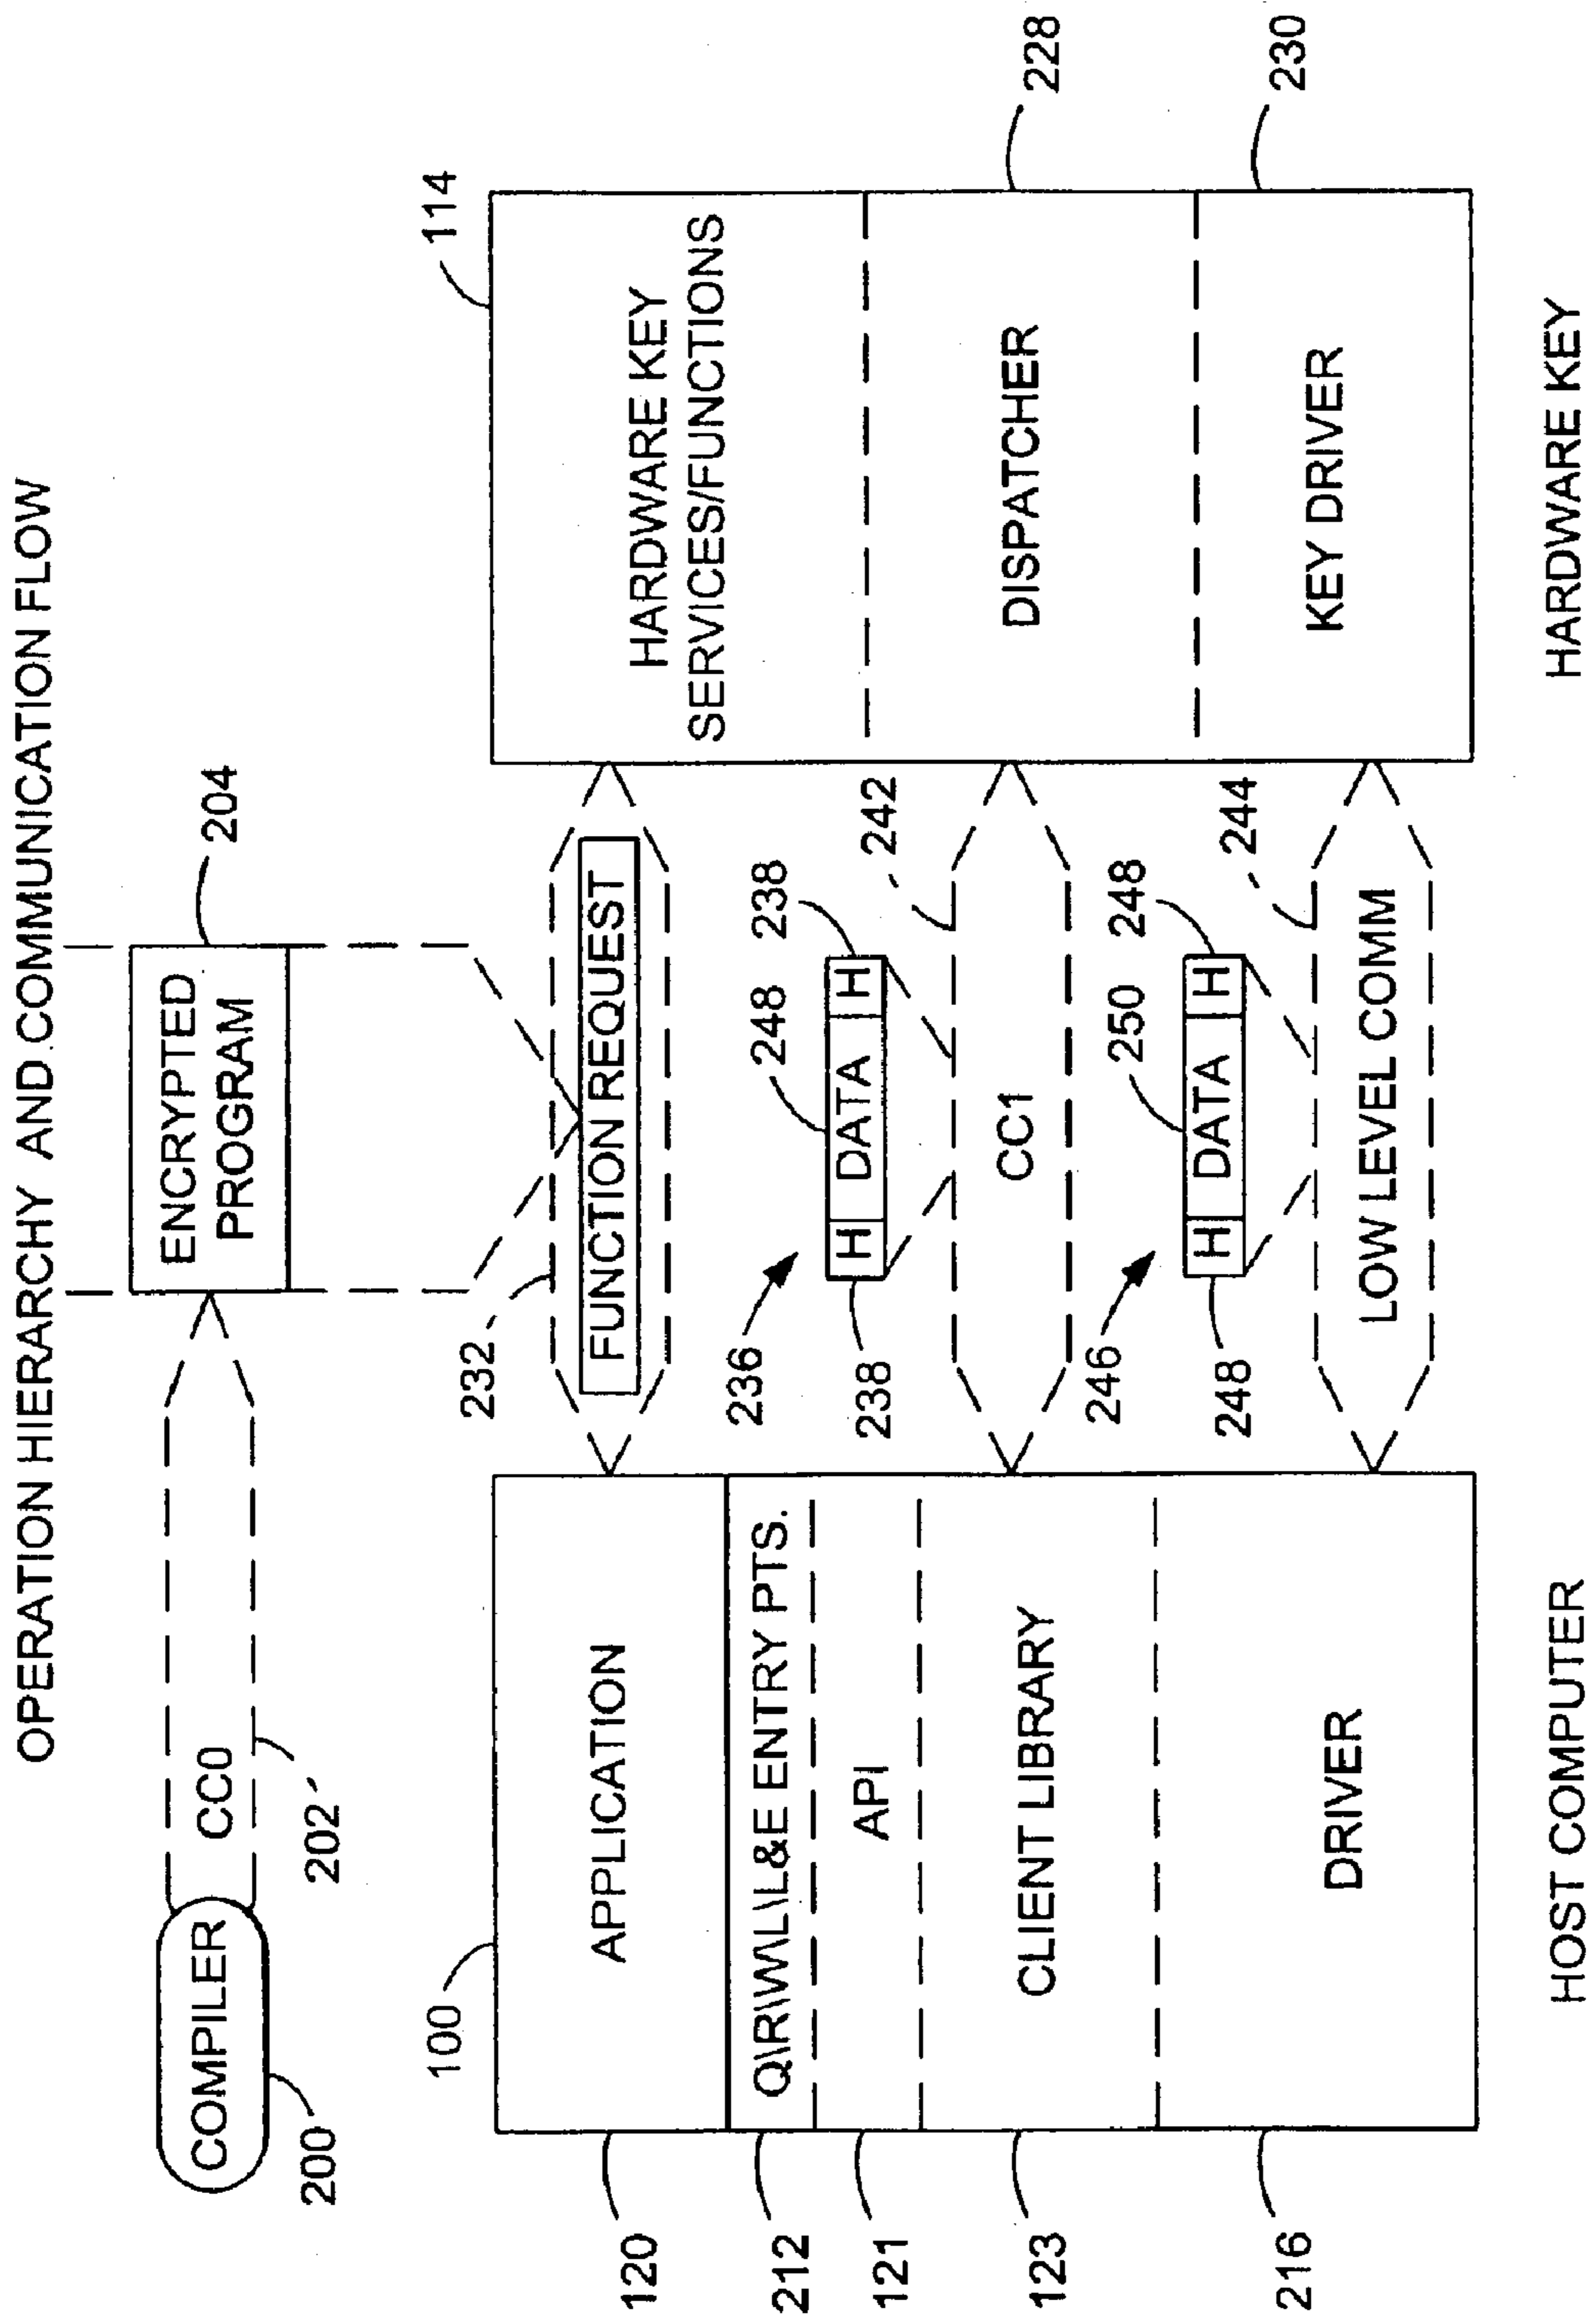 OPERATION HIERARCHY AND COMMUNICATION FLOW
COMPILER
200
CC0
202
ENCRYPTED
PROGRAM
204
100
120
APPLICATION
212
Q\R\W\L\L&E ENTRY PTS.
121
API
123
CLIENT LIBRARY
216
DRIVER
HOST COMPUTER
232
FUNCTION REQUEST
236
H DATA H
238
248
238
242
CC1
246
H DATA H
248
250
248
244
LOW LEVEL COMM
114
HARDWARE KEY
SERVICES/FUNCTIONS
DISPATCHER
228
KEY DRIVER
230
HARDWARE KEY